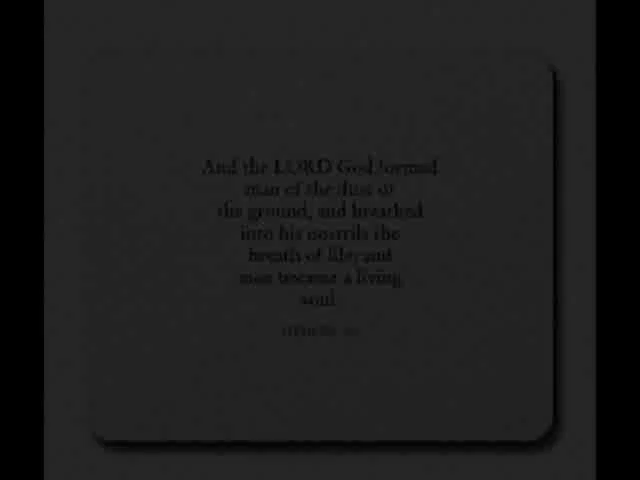 And the LORD God formed
man of the dust of
the ground, and breathed
into his nostrils the
breath of life; and
man became a living
soul.